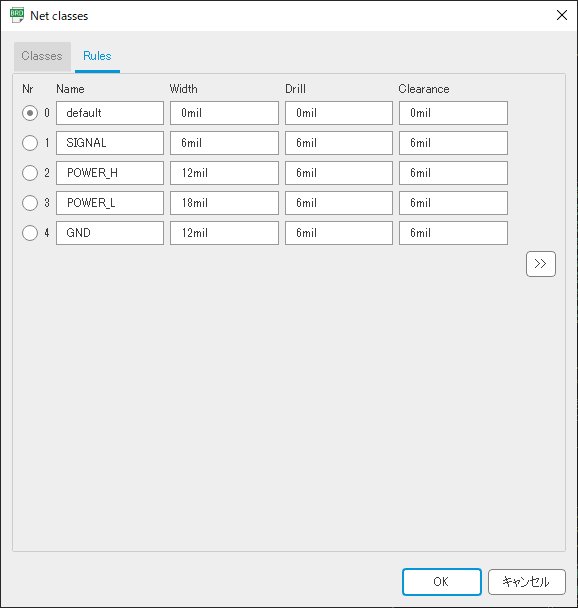 BRD Net classes
Classes Rules
Nr Name Width Drill Clearance
0 default 0mil 0mil 0mil
1 SIGNAL 6mil 6mil 6mil
2 POWER_H 12mil 6mil 6mil
3 POWER_L 18mil 6mil 6mil
4 GND 12mil 6mil 6mil
>>
OK キャンセル